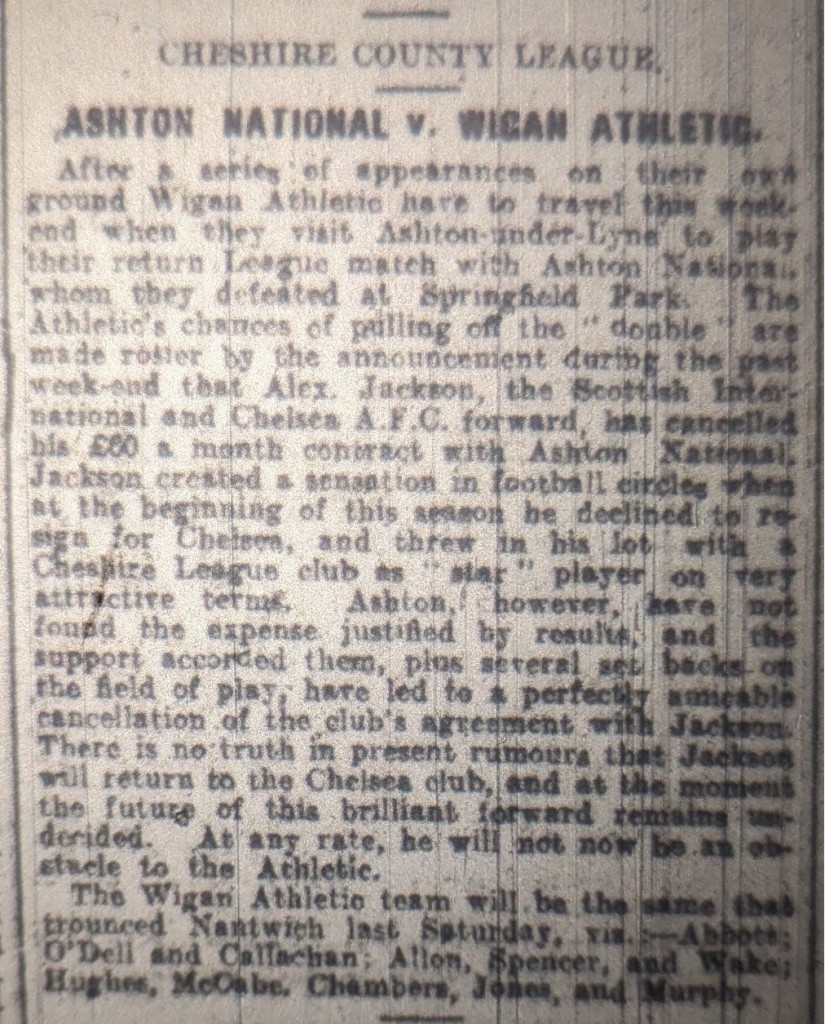 CHESHIRE COUNTY LEAGUE.
ASHTON NATIONAL v. WIGAN ATHLETIC.
After a series of appearances on their own
ground Wigan Athletic have to travel this week-
end when they visit Ashton-under-Lyne to play
their return League match with Ashton National,
whom they defeated at Springfield Park. The
Athletic's chances of pulling off the "double" are
made rosier by the announcement during the past
week-end that Alex. Jackson, the Scottish Inter-
national and Chelsea A.F.C. forward, has cancelled
his £60 a month contract with Ashton National.
Jackson created a sensation in football circles when
at the beginning of this season he declined to re-
sign for Chelsea, and threw in his lot with a
Cheshire League club as "star" player on very
attractive terms. Ashton, however, have not
found the expense justified by results, and the
support accorded them, plus several set backs on
the field of play, have led to a perfectly amicable
cancellation of the club's agreement with Jackson.
There is no truth in present rumours that Jackson
will return to the Chelsea club, and at the moment
the future of this brilliant forward remains un-
decided. At any rate, he will not now be an ob-
stacle to the Athletic.
The Wigan Athletic team will be the same that
trounced Nantwich last Saturday, viz.:—Abbott;
O'Dell and Callachan; Allon, Spencer, and Wake;
Hughes, McCabe, Chambers, Jones, and Murphy.